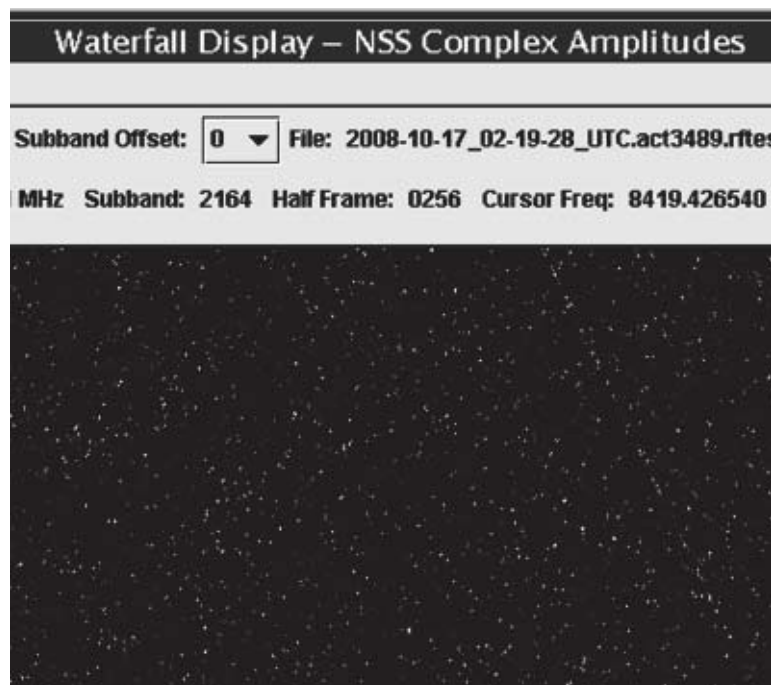 Waterfall Display – NSS Complex Amplitudes
Subband Offset: 0 File: 2008-10-17_02-19-28_UTC.act3489.rftes
MHz Subband: 2164 Half Frame: 0256 Cursor Freq: 8419.426540